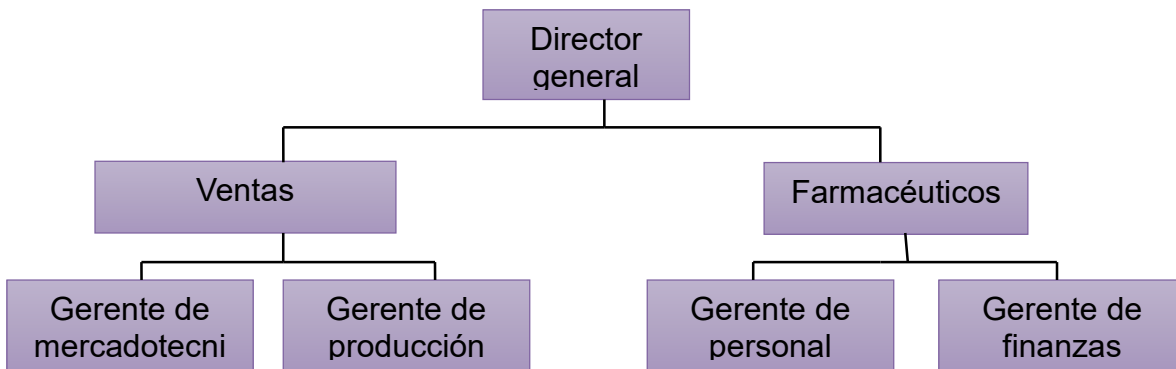 Director
general
Ventas
Farmacéuticos
Gerente de
mercadotecni
Gerente de
producción
Gerente de
personal
Gerente de
finanzas